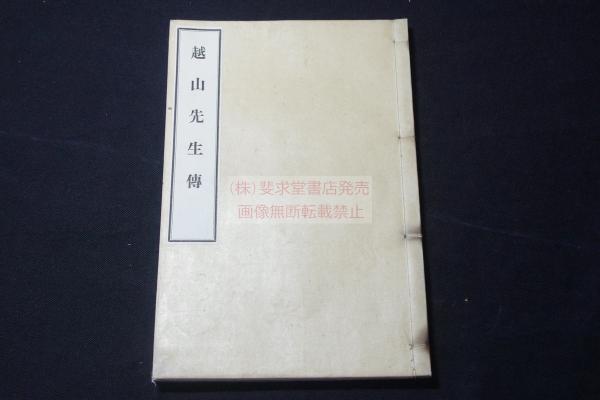 越山先生傳
(株)斐求堂書店発売
画像無断転載禁止